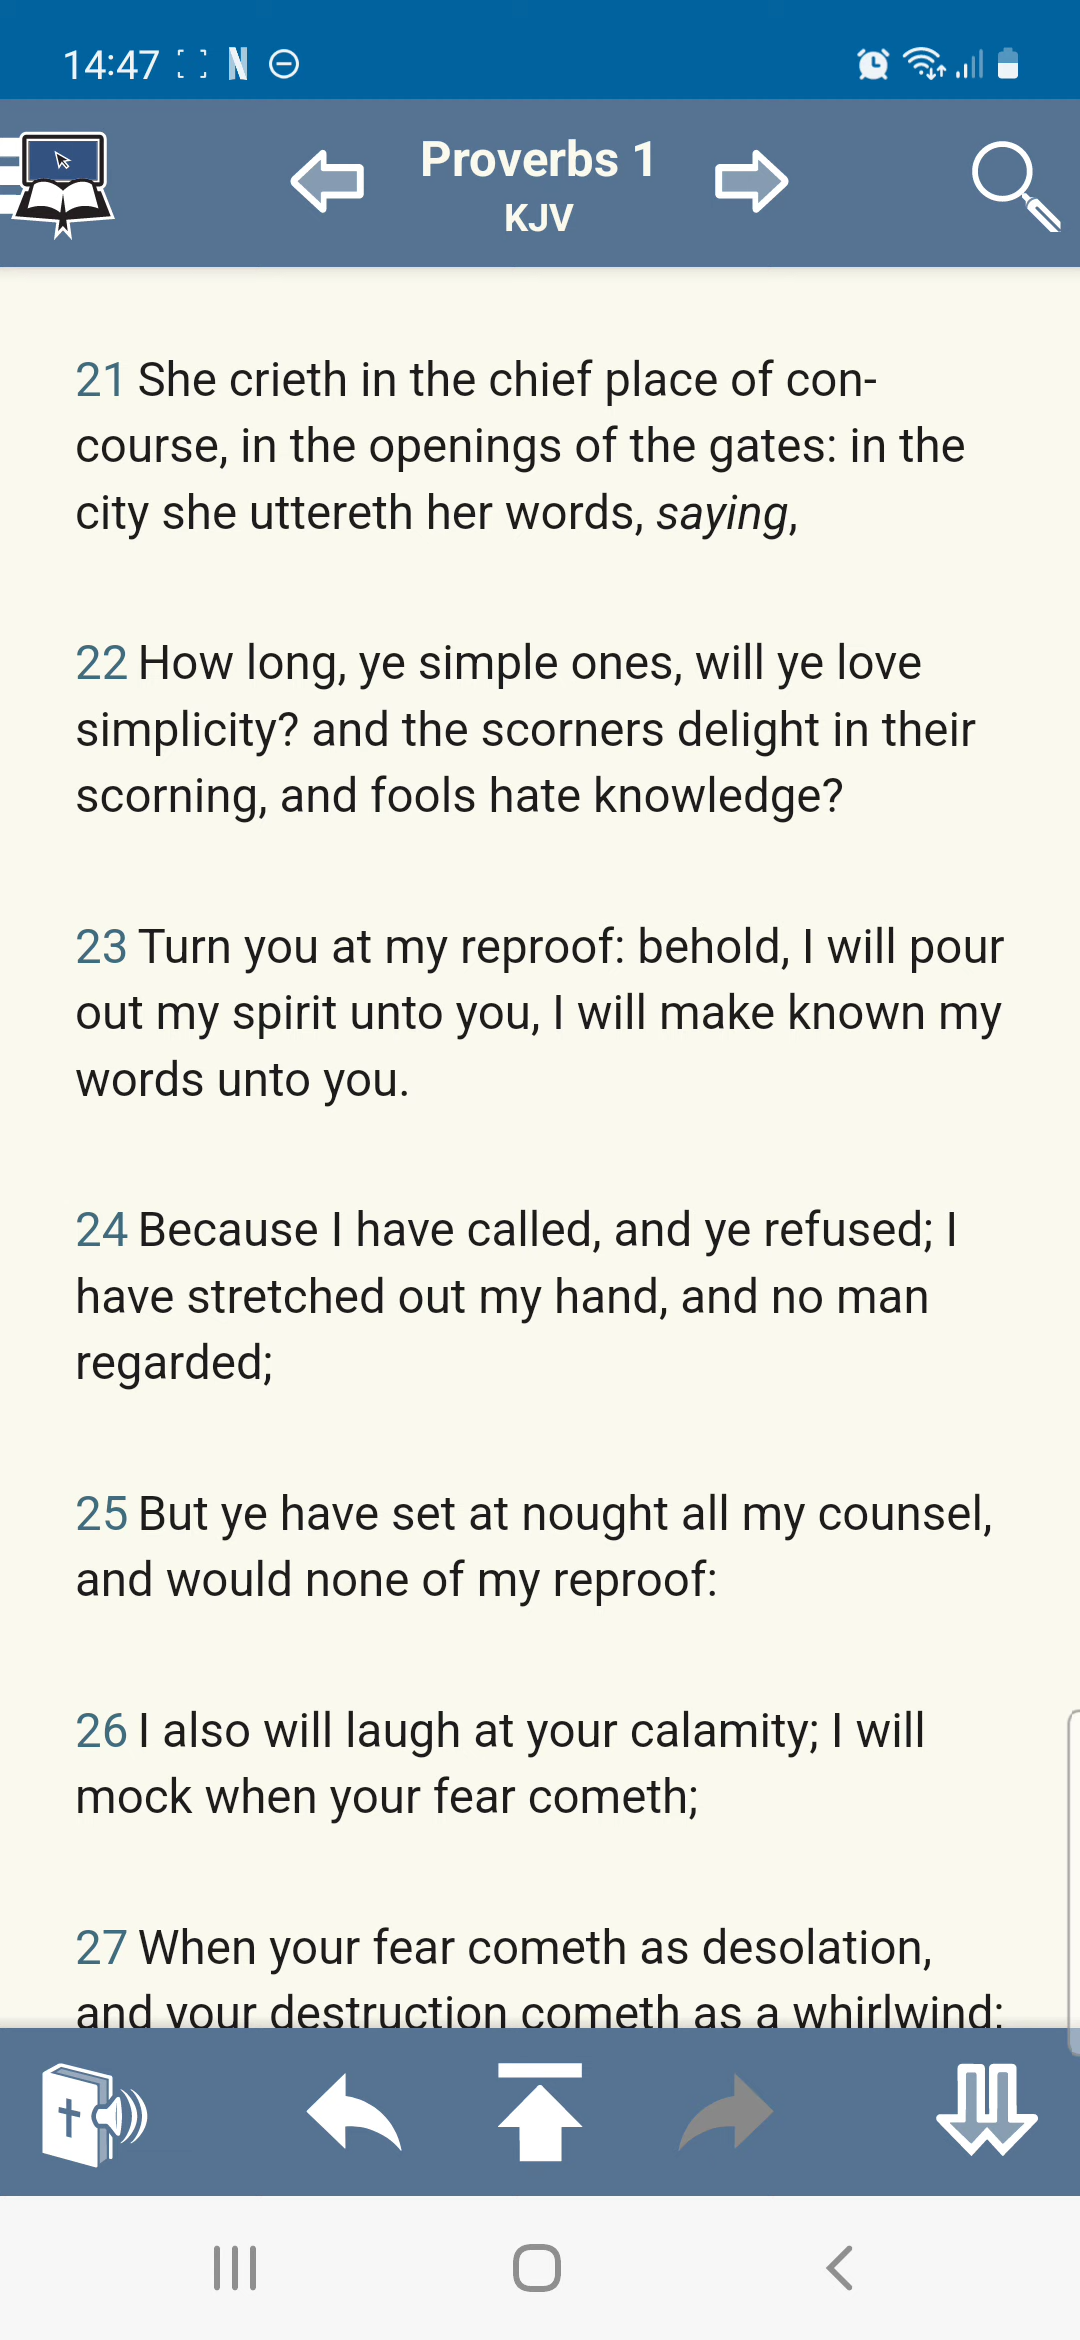 14:47
Proverbs 1
KJV
21 She crieth in the chief place of con-
course, in the openings of the gates: in the
city she uttereth her words, saying,
22 How long, ye simple ones, will ye love
simplicity? and the scorners delight in their
scorning, and fools hate knowledge?
23 Turn you at my reproof: behold, I will pour
out my spirit unto you, I will make known my
words unto you.
24 Because I have called, and ye refused; I
have stretched out my hand, and no man
regarded;
25 But ye have set at nought all my counsel,
and would none of my reproof:
26 I also will laugh at your calamity; I will
mock when your fear cometh;
27 When your fear cometh as desolation,
and your destruction cometh as a whirlwind;